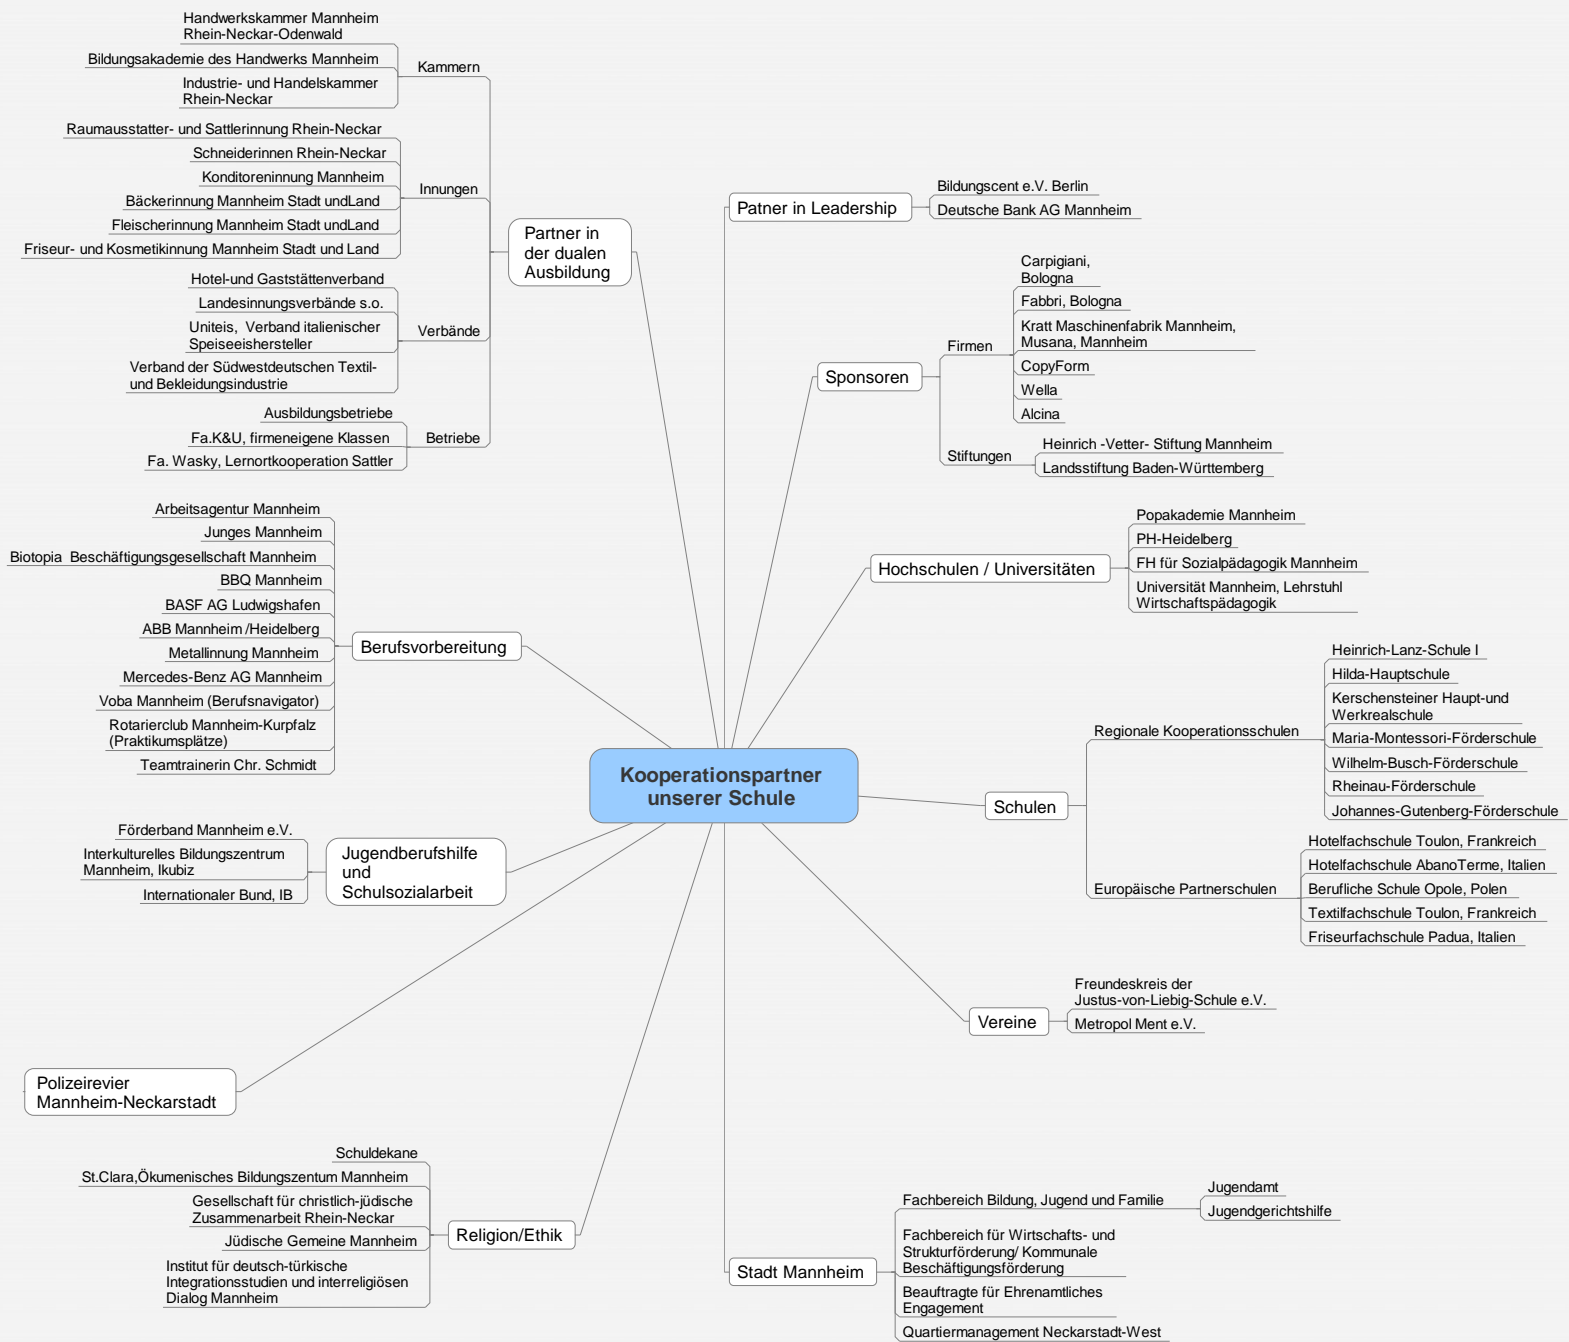 Kooperationspartner
unserer Schule
Partner in
der dualen
Ausbildung
Kammern
Handwerkskammer Mannheim
Rhein-Neckar-Odenwald
Bildungsakademie des Handwerks Mannheim
Industrie- und Handelskammer
Rhein-Neckar
Innungen
Raumausstatter- und Sattlerinnung Rhein-Neckar
Schneiderinnen Rhein-Neckar
Konditoreninnung Mannheim
Bäckerinnung Mannheim Stadt undLand
Fleischerinnung Mannheim Stadt undLand
Friseur- und Kosmetikinnung Mannheim Stadt und Land
Verbände
Hotel-und Gaststättenverband
Landesinnungsverbände s.o.
Uniteis, Verband italienischer
Speiseeishersteller
Verband der Südwestdeutschen Textil-
und Bekleidungsindustrie
Betriebe
Ausbildungsbetriebe
Fa.K&U, firmeneigene Klassen
Fa. Wasky, Lernortkooperation Sattler
Berufsvorbereitung
Arbeitsagentur Mannheim
Junges Mannheim
Biotopia Beschäftigungsgesellschaft Mannheim
BBQ Mannheim
BASF AG Ludwigshafen
ABB Mannheim /Heidelberg
Metallinnung Mannheim
Mercedes-Benz AG Mannheim
Voba Mannheim (Berufsnavigator)
Rotarierclub Mannheim-Kurpfalz
(Praktikumsplätze)
Teamtrainerin Chr. Schmidt
Jugendberufshilfe
und
Schulsozialarbeit
Förderband Mannheim e.V.
Interkulturelles Bildungszentrum
Mannheim, Ikubiz
Internationaler Bund, IB
Polizeirevier
Mannheim-Neckarstadt
Religion/Ethik
Schuldekane
St.Clara,Ökumenisches Bildungszentum Mannheim
Gesellschaft für christlich-jüdische
Zusammenarbeit Rhein-Neckar
Jüdische Gemeine Mannheim
Institut für deutsch-türkische
Integrationsstudien und interreligiösen
Dialog Mannheim
Patner in Leadership
Bildungscent e.V. Berlin
Deutsche Bank AG Mannheim
Sponsoren
Firmen
Carpigiani,
Bologna
Fabbri, Bologna
Kratt Maschinenfabrik Mannheim,
Musana, Mannheim
CopyForm
Wella
Alcina
Stiftungen
Heinrich -Vetter- Stiftung Mannheim
Landsstiftung Baden-Württemberg
Hochschulen / Universitäten
Popakademie Mannheim
PH-Heidelberg
FH für Sozialpädagogik Mannheim
Universität Mannheim, Lehrstuhl
Wirtschaftspädagogik
Schulen
Regionale Kooperationsschulen
Heinrich-Lanz-Schule I
Hilda-Hauptschule
Kerschensteiner Haupt-und
Werkrealschule
Maria-Montessori-Förderschule
Wilhelm-Busch-Förderschule
Rheinau-Förderschule
Johannes-Gutenberg-Förderschule
Europäische Partnerschulen
Hotelfachschule Toulon, Frankreich
Hotelfachschule AbanoTerme, Italien
Berufliche Schule Opole, Polen
Textilfachschule Toulon, Frankreich
Friseurfachschule Padua, Italien
Vereine
Freundeskreis der
Justus-von-Liebig-Schule e.V.
Metropol Ment e.V.
Stadt Mannheim
Fachbereich Bildung, Jugend und Familie
Jugendamt
Jugendgerichtshilfe
Fachbereich für Wirtschafts- und
Strukturförderung/ Kommunale
Beschäftigungsförderung
Beauftragte für Ehrenamtliches
Engagement
Quartiermanagement Neckarstadt-West